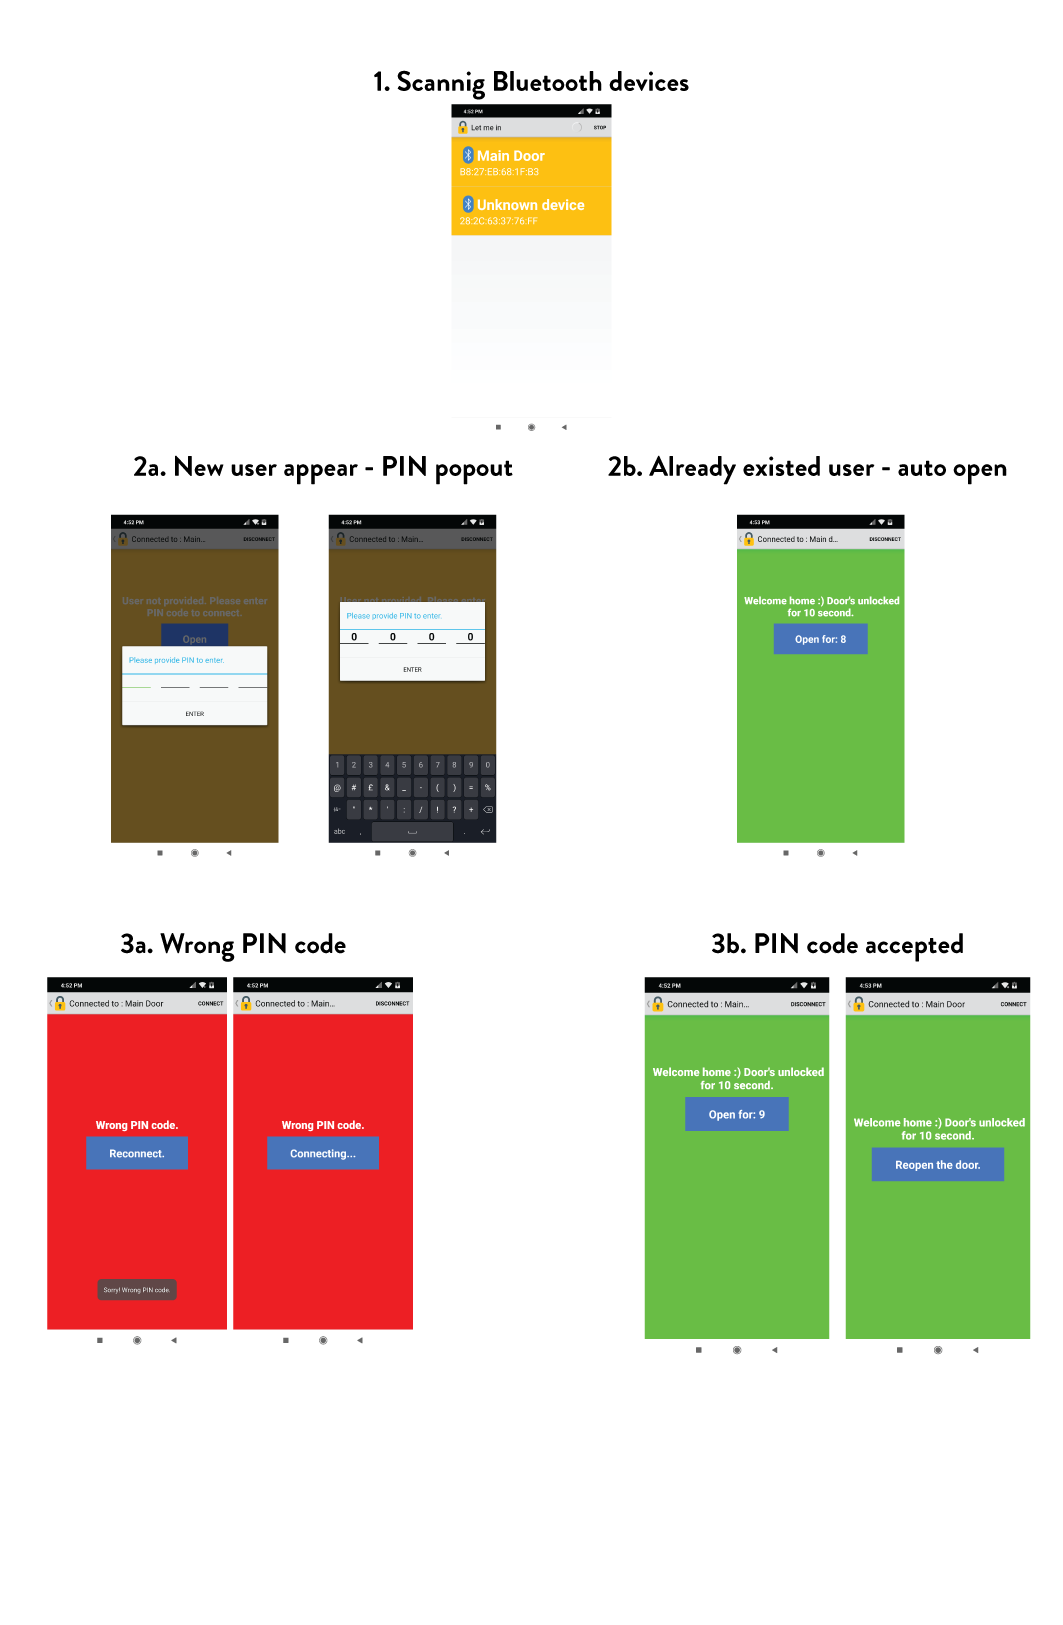 1. Scannig Bluetooth devices
4:52 PM
Let me in
STOP
Main Door
B8:27:EB:68:1F:B3
Unknown device
28:2C:63:37:76:FF
2a. New user appear - PIN popout
4:52 PM
Connected to : Main...
DISCONNECT
User not provided. Please enter
PIN code to connect.
Open
Please provide PIN to enter.
ENTER
4:52 PM
Connected to : Main...
DISCONNECT
User not provided. Please enter
Please provide PIN to enter.
0 0 0 0
ENTER
1 2 3 4 5 6 7 8 9 0
@ # £ & _ - ( ) = %
" * ' : / ! ? +
abc , .
2b. Already existed user - auto open
4:53 PM
Connected to : Main d...
DISCONNECT
Welcome home :) Door's unlocked
for 10 second.
Open for: 8
3a. Wrong PIN code
4:52 PM
Connected to : Main Door
CONNECT
Wrong PIN code.
Reconnect.
Sorry! Wrong PIN code.
4:52 PM
Connected to : Main...
DISCONNECT
Wrong PIN code.
Connecting...
3b. PIN code accepted
4:52 PM
Connected to : Main...
DISCONNECT
Welcome home :) Door's unlocked
for 10 second.
Open for: 9
4:53 PM
Connected to : Main Door
CONNECT
Welcome home :) Door's unlocked
for 10 second.
Reopen the door.